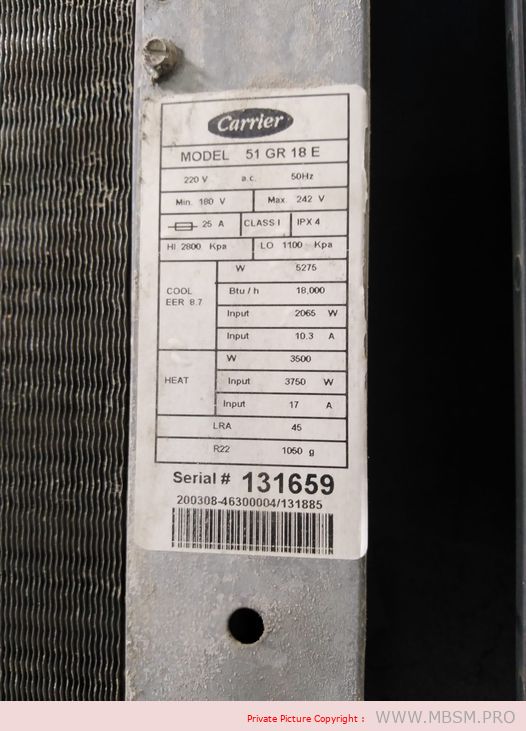 Carrier
MODEL 51 GR 18 E
220 V a.c. 50Hz
Min. 180 V Max. 242 V
25 A CLASS I IPX 4
HI 2800 Kpa LO 1100 Kpa
COOL
EER 8.7
W 5275
Btu / h 18,000
Input 2065 W
Input 10.3 A
HEAT
W 3500
Input 3750 W
Input 17 A
LRA 45
R22 1050 g
Serial # 131659
200308-46300004/131885
Private Picture Copyright : WWW.MBSM.PRO